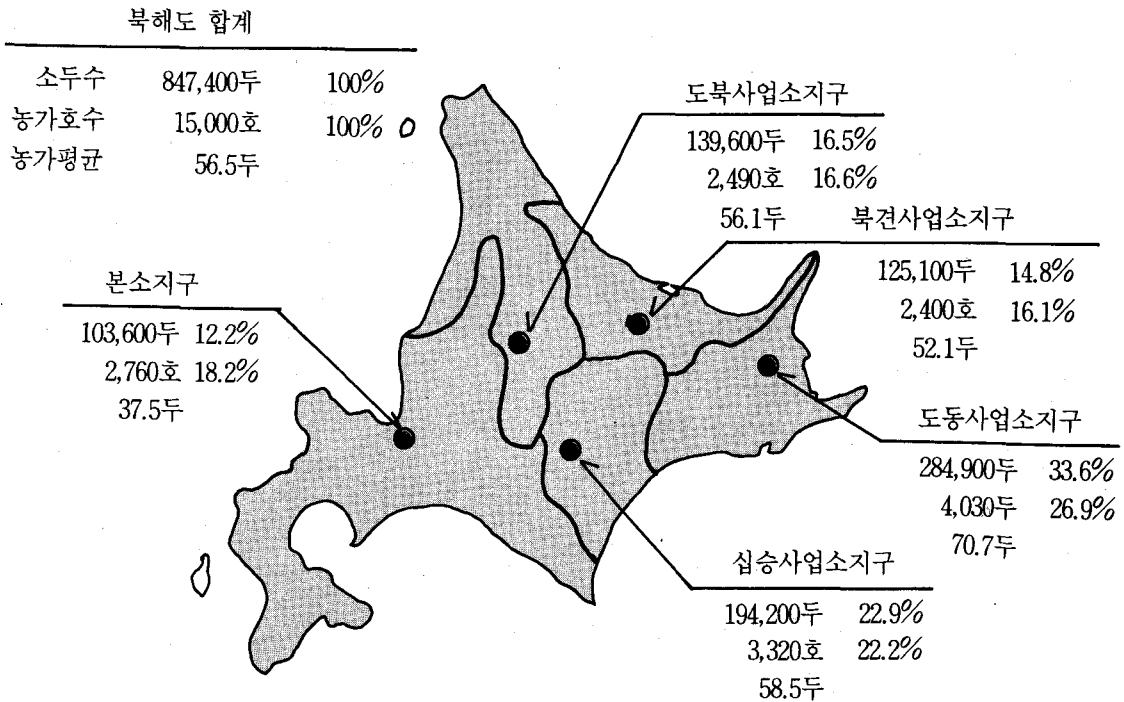 북해도 합계
소두수 847,400두 100%
농가호수 15,000호 100%
농가평균 56.5두
도북사업소지구
139,600두 16.5%
2,490호 16.6%
56.1두
북견사업소지구
125,100두 14.8%
2,400호 16.1%
52.1두
본소지구
103,600두 12.2%
2,760호 18.2%
37.5두
도동사업소지구
284,900두 33.6%
4,030두 26.9%
70.7두
십승사업소지구
194,200두 22.9%
3,320호 22.2%
58.5두